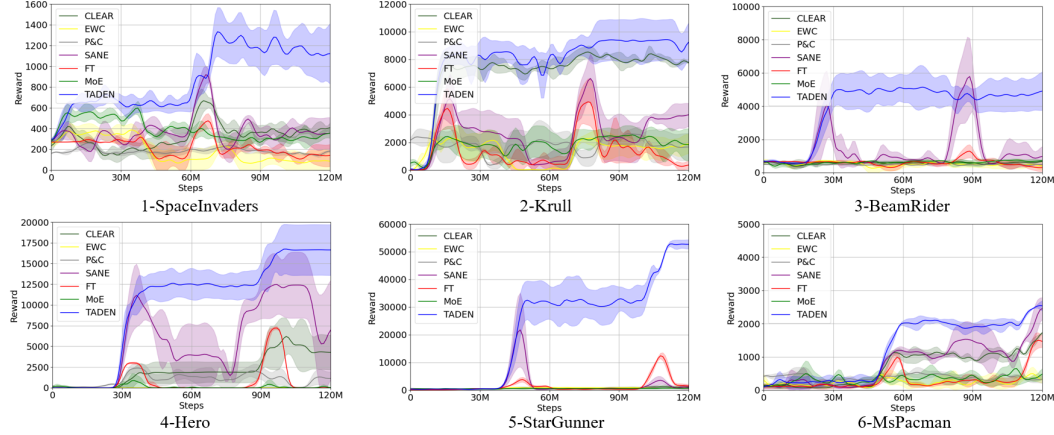 1600
1400
1200
1000
800
600
400
200
0
Reward
CLEAR
EWC
P&C
SANE
FT
MoE
TADEN
0
30M
60M
90M
120M
Steps
1-SpaceInvaders
12000
10000
8000
6000
4000
2000
0
Reward
CLEAR
EWC
P&C
SANE
FT
MoE
TADEN
0
30M
60M
90M
120M
Steps
2-Krull
10000
8000
6000
4000
2000
0
Reward
CLEAR
EWC
P&C
SANE
FT
MoE
TADEN
0
30M
60M
90M
120M
Steps
3-BeamRider
20000
17500
15000
12500
10000
7500
5000
2500
0
Reward
CLEAR
EWC
P&C
SANE
FT
MoE
TADEN
0
30M
60M
90M
120M
Steps
4-Hero
60000
50000
40000
30000
20000
10000
0
Reward
CLEAR
EWC
P&C
SANE
FT
MoE
TADEN
0
30M
60M
90M
120M
Steps
5-StarGunner
5000
4000
3000
2000
1000
0
Reward
CLEAR
EWC
P&C
SANE
FT
MoE
TADEN
0
30M
60M
90M
120M
Steps
6-MsPacman